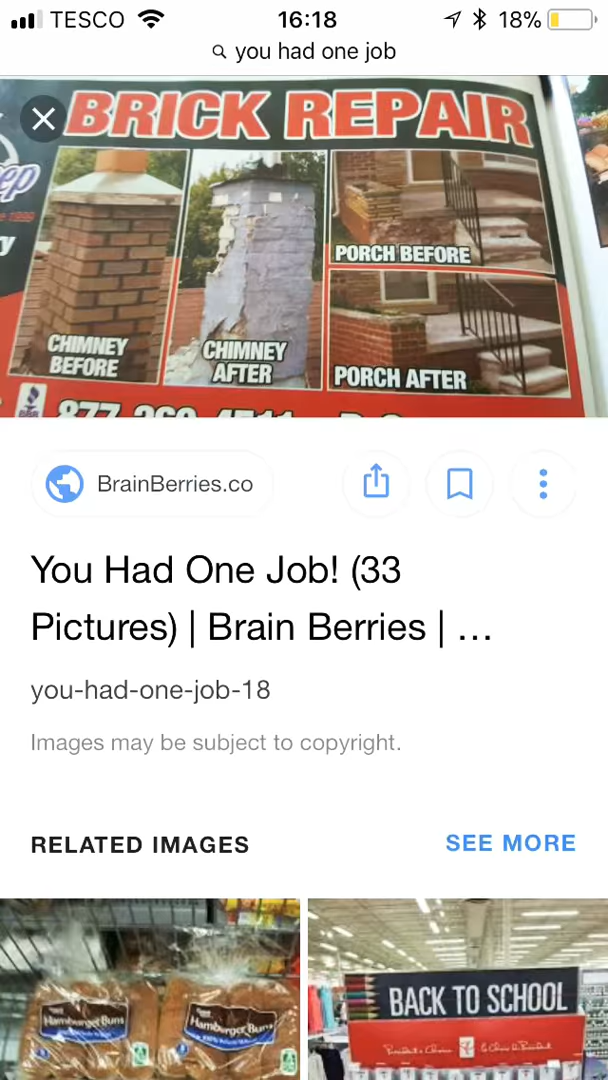 TESCO 16:18 18%
you had one job
BRICK REPAIR
ep
y
CHIMNEY
BEFORE
CHIMNEY
AFTER
PORCH BEFORE
PORCH AFTER
BBB
BrainBerries.co
You Had One Job! (33
Pictures) | Brain Berries | ...
you-had-one-job-18
Images may be subject to copyright.
RELATED IMAGES SEE MORE
Hamburger Buns
Hamburger Buns
BACK TO SCHOOL